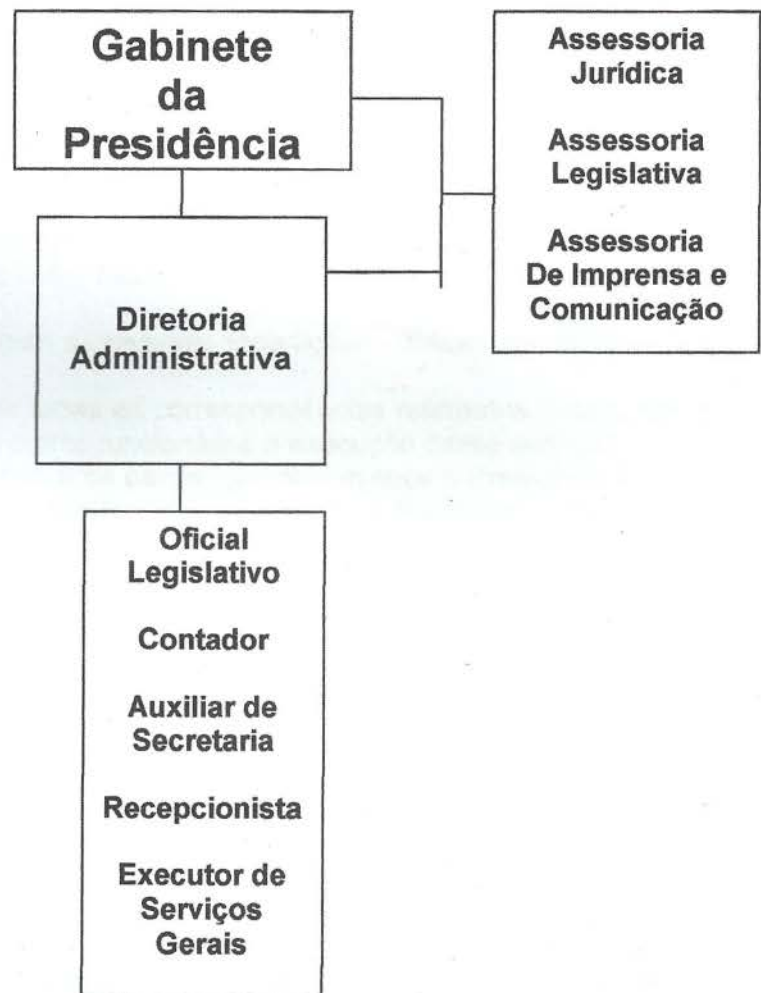 Gabinete
da
Presidência
Assessoria
Jurídica
Assessoria
Legislativa
Assessoria
De Imprensa e
Comunicação
Diretoria
Administrativa
Oficial
Legislativo
Contador
Auxiliar de
Secretaria
Recepcionista
Executor de
Serviços
Gerais